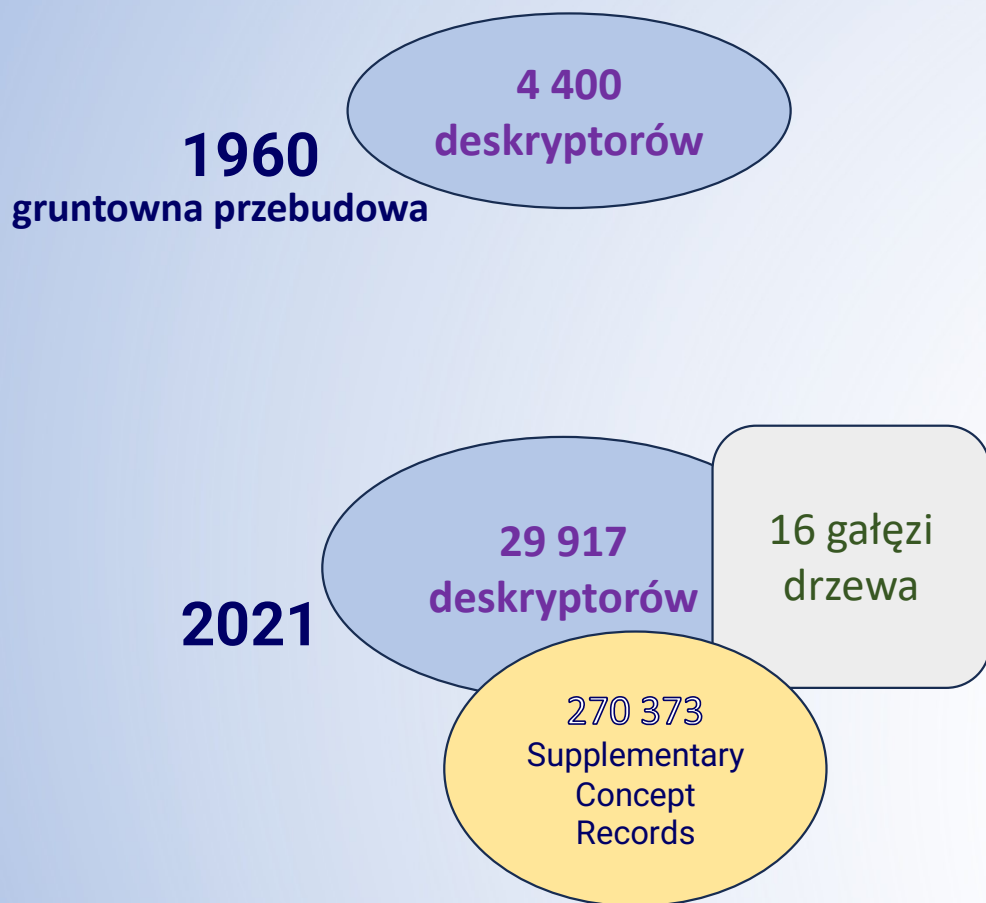 4 400
deskryptorów
1960
gruntowna przebudowa
29 917
deskryptorów
16 gałęzi
drzewa
2021
270 373
Supplementary
Concept
Records